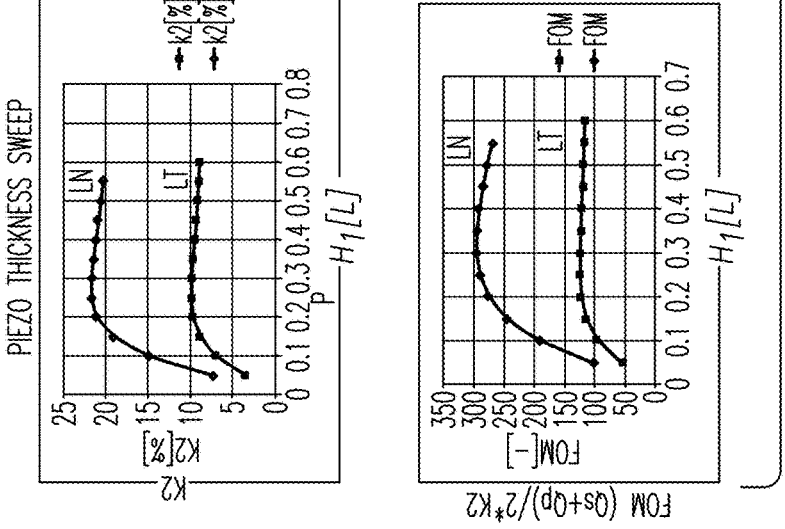 PIEZO THICKNESS SWEEP
K2
K2[%]
25
20
15
10
5
0
LN
LT
0 0.1 0.2 0.3 0.4 0.5 0.6 0.7 0.8
P
H1[L]
k2[%]
k2[%]
FOM (Qs+Qp)/2*K2
FOM[-]
350
300
250
200
150
100
50
0
LN
LT
0 0.1 0.2 0.3 0.4 0.5 0.6 0.7
H1[L]
FOM
FOM